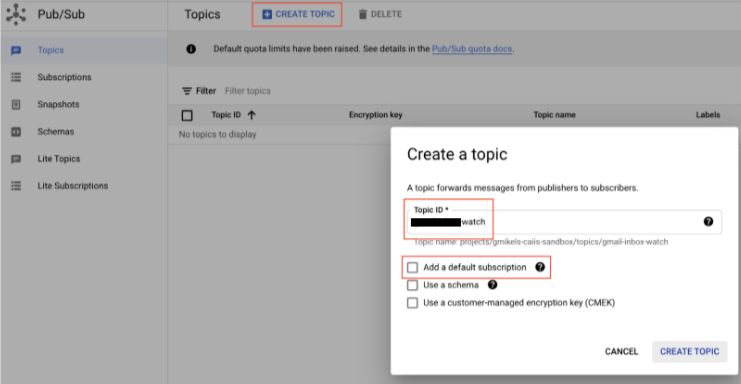 Pub/Sub
Topics
CREATE TOPIC
DELETE
Topics
Subscriptions
Snapshots
Schemas
Lite Topics
Lite Subscriptions
Default quota limits have been raised. See details in the Pub/Sub quota docs.
Filter Filter topics
Topic ID Encryption key Topic name Labels
No topics to display
Create a topic
A topic forwards messages from publishers to subscribers.
Topic ID *
watch
Topic name: projects/gmikels-caiis-sandbox/topics/gmail-inbox-watch
Add a default subscription
Use a schema
Use a customer-managed encryption key (CMEK)
CANCEL CREATE TOPIC